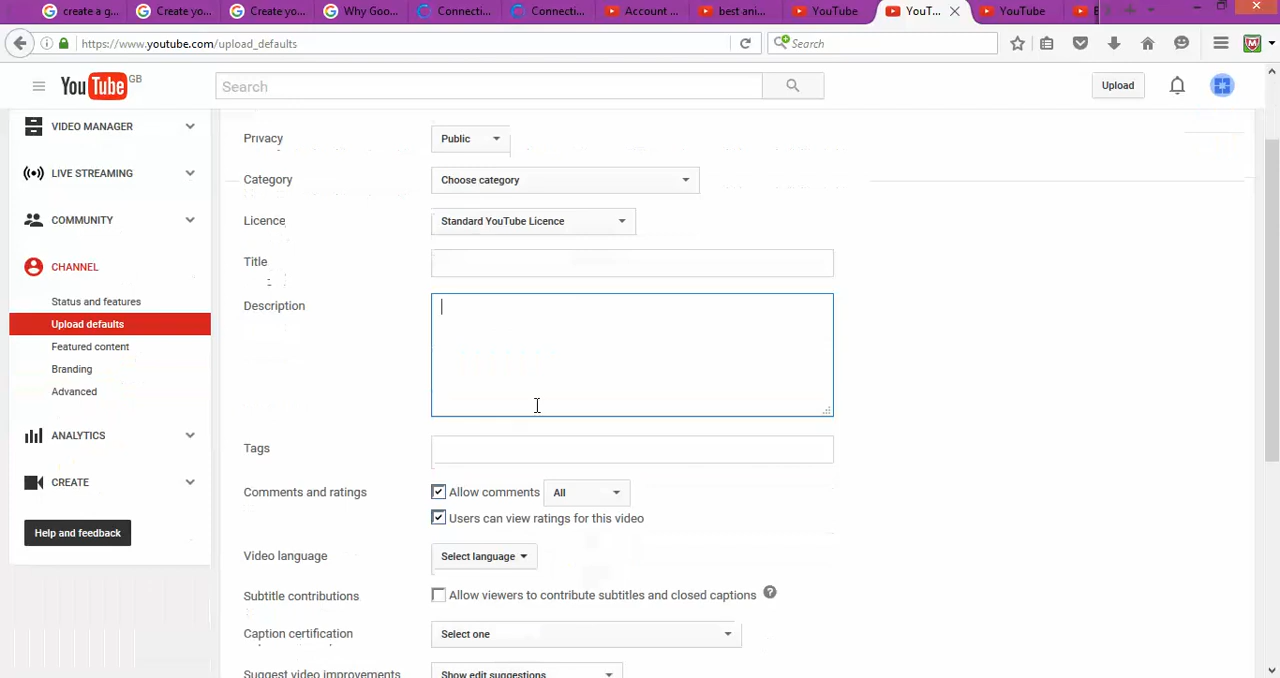 create a g...
Create yo...
Create yo...
Why Goo...
Connecti...
Connecti...
Account ...
best ani...
YouTube
YouT...
YouTube
https://www.youtube.com/upload_defaults
Search
YouTube GB
Search
Upload
VIDEO MANAGER
LIVE STREAMING
COMMUNITY
CHANNEL
Status and features
Upload defaults
Featured content
Branding
Advanced
ANALYTICS
CREATE
Help and feedback
Privacy
Public
Category
Choose category
Licence
Standard YouTube Licence
Title
Description
Tags
Comments and ratings
Allow comments
All
Users can view ratings for this video
Video language
Select language
Subtitle contributions
Allow viewers to contribute subtitles and closed captions ?
Caption certification
Select one
Suggest video improvements
Show edit suggestions